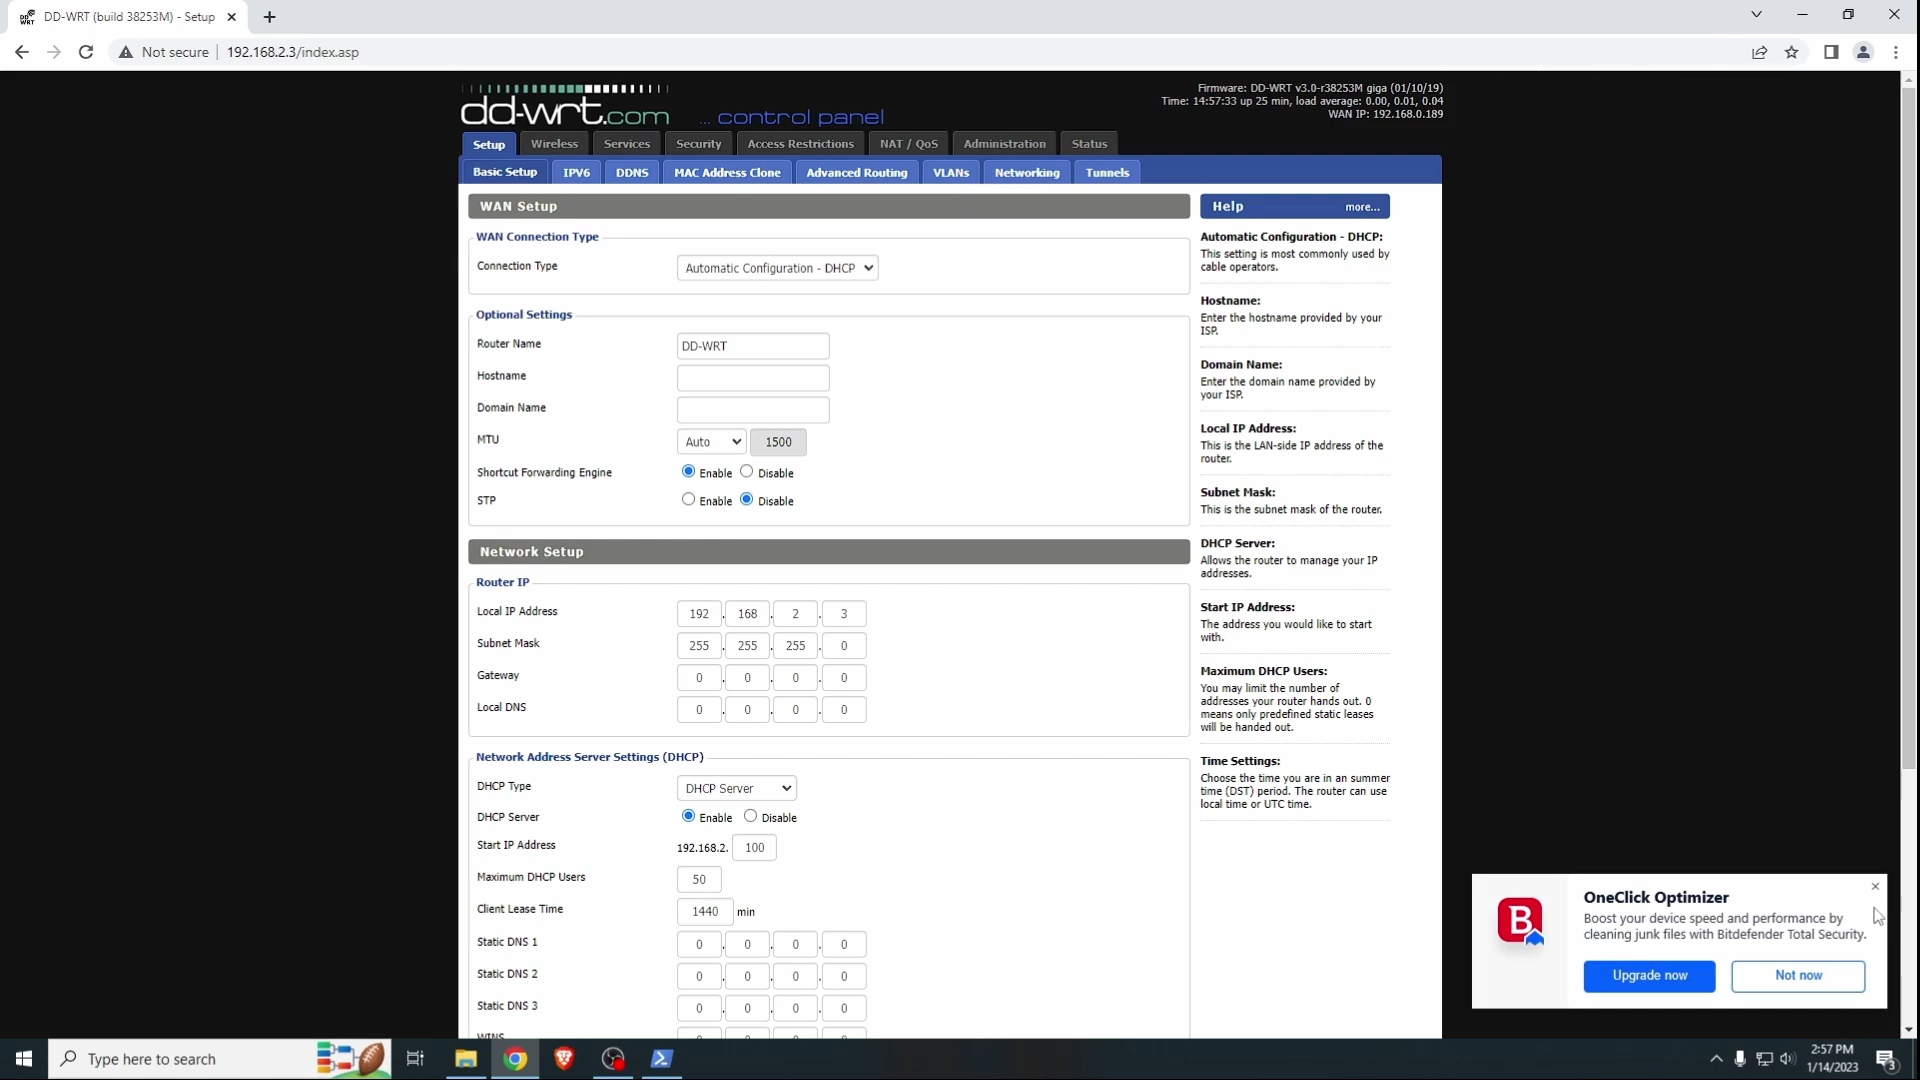 DD-WRT (build 38253M) - Setup
Not secure
192.168.2.3/index.asp
dd-wrt.com
... control panel
Firmware: DD-WRT v3.0-r38253M giga (01/10/19)
Time: 14:57:33 up 25 min, load average: 0.00, 0.01, 0.04
WAN IP: 192.168.0.189
Setup Wireless Services Security Access Restrictions NAT / QoS Administration Status
Basic Setup IPV6 DDNS MAC Address Clone Advanced Routing VLANs Networking Tunnels
WAN Setup
WAN Connection Type
Connection Type Automatic Configuration - DHCP
Optional Settings
Router Name DD-WRT
Hostname
Domain Name
MTU Auto 1500
Shortcut Forwarding Engine Enable Disable
STP Enable Disable
Network Setup
Router IP
Local IP Address 192 . 168 . 2 . 3
Subnet Mask 255 . 255 . 255 . 0
Gateway 0 . 0 . 0 . 0
Local DNS 0 . 0 . 0 . 0
Network Address Server Settings (DHCP)
DHCP Type DHCP Server
DHCP Server Enable Disable
Start IP Address 192.168.2. 100
Maximum DHCP Users 50
Client Lease Time 1440 min
Static DNS 1 0 . 0 . 0 . 0
Static DNS 2 0 . 0 . 0 . 0
Static DNS 3 0 . 0 . 0 . 0
WINS
Help more...
Automatic Configuration - DHCP:
This setting is most commonly used by
cable operators.
Hostname:
Enter the hostname provided by your
ISP.
Domain Name:
Enter the domain name provided by
your ISP.
Local IP Address:
This is the LAN-side IP address of the
router.
Subnet Mask:
This is the subnet mask of the router.
DHCP Server:
Allows the router to manage your IP
addresses.
Start IP Address:
The address you would like to start
with.
Maximum DHCP Users:
You may limit the number of
addresses your router hands out. 0
means only predefined static leases
will be handed out.
Time Settings:
Choose the time you are in an summer
time (DST) period. The router can use
local time or UTC time.
B
OneClick Optimizer
Boost your device speed and performance by
cleaning junk files with Bitdefender Total Security.
Upgrade now Not now
Type here to search
2:57 PM
1/14/2023
3